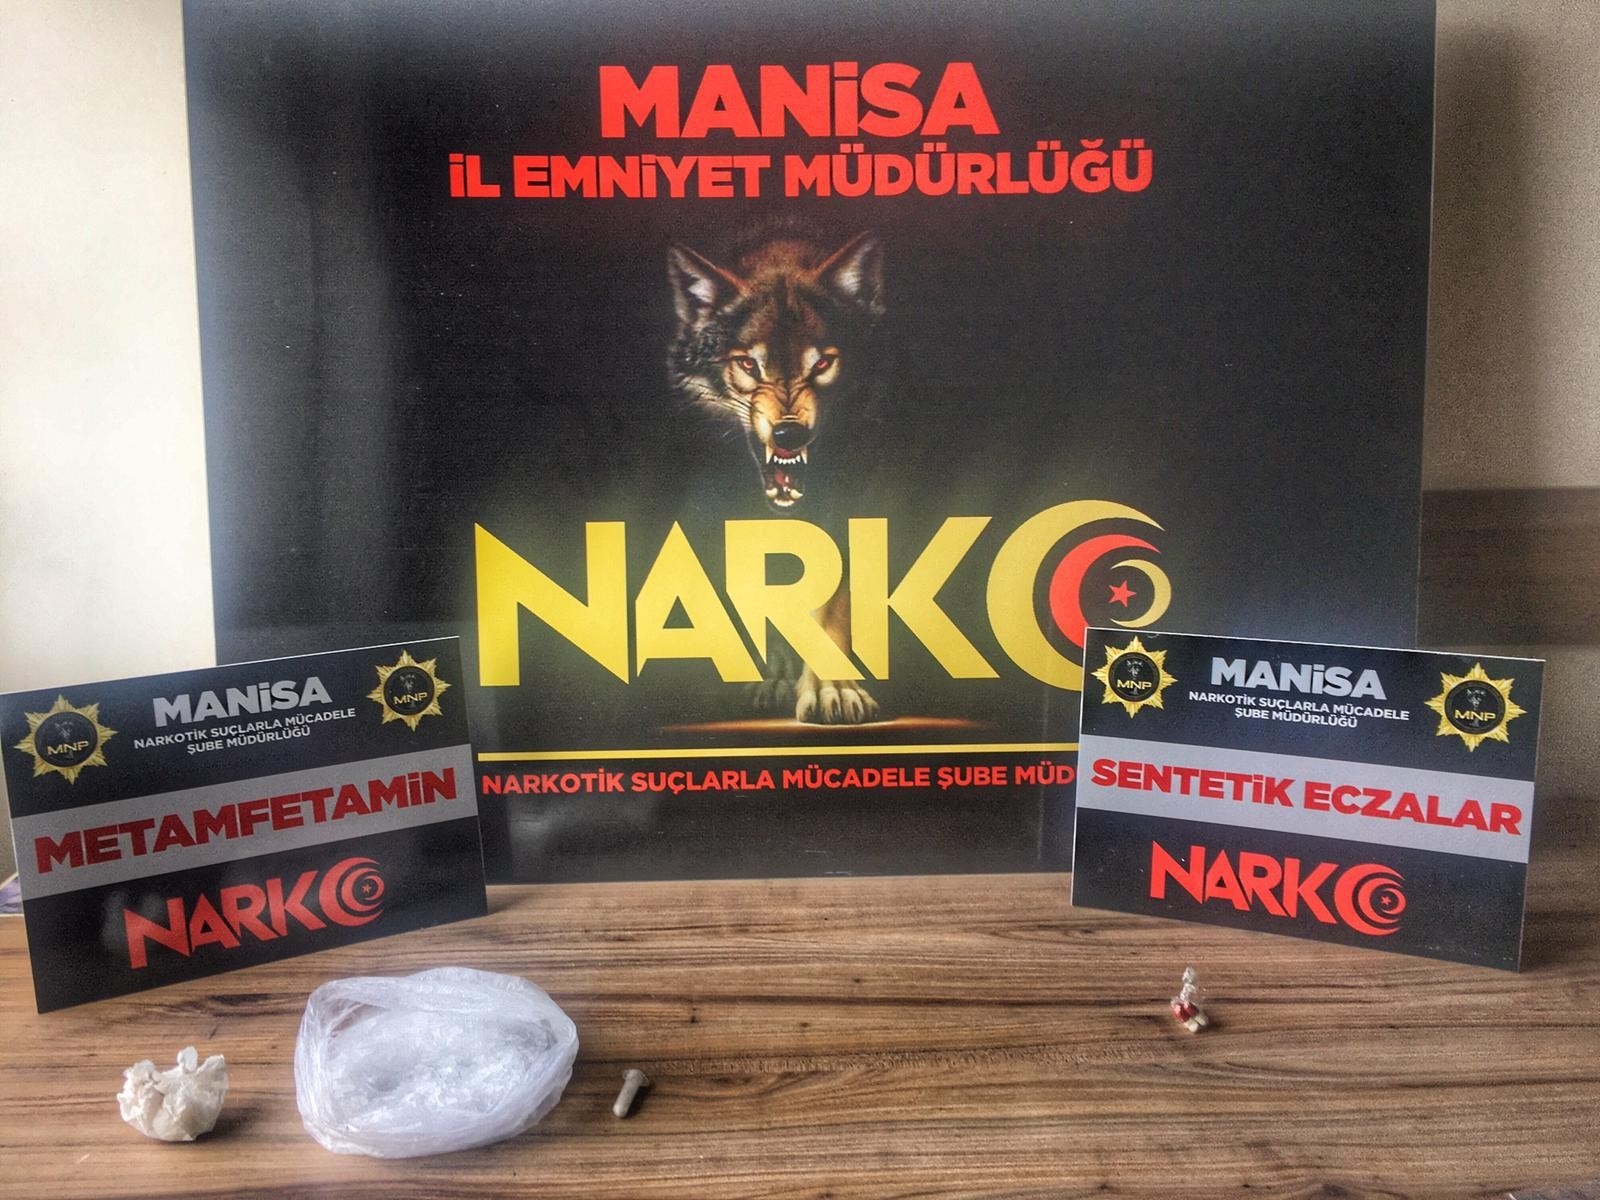 MANİSA
İL EMNİYET MÜDÜRLÜĞÜ
NARKO
NARKOTİK SUÇLARLA MÜCADELE ŞUBE MÜD
MNP
MANİSA
NARKOTİK SUÇLARLA MÜCADELE
ŞUBE MÜDÜRLÜĞÜ
MNP
METAMFETAMİN
NARKO
MNP
MANİSA
NARKOTİK SUÇLARLA MÜCADELE
ŞUBE MÜDÜRLÜĞÜ
MNP
SENTETİK ECZALAR
NARKO